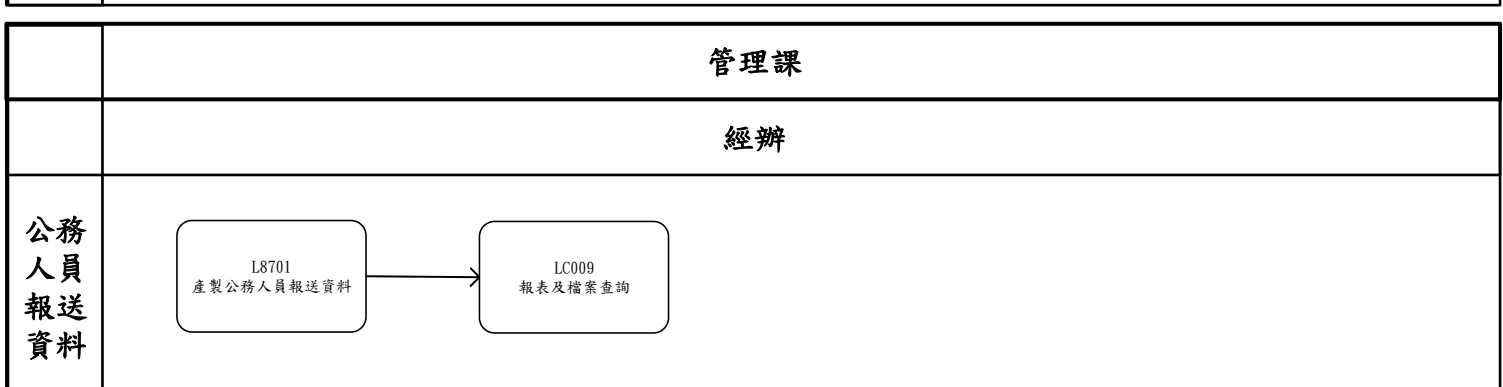 管理課
經辦
公務
人員
報送
資料
L8701
產製公務人員報送資料
LC009
報表及檔案查詢